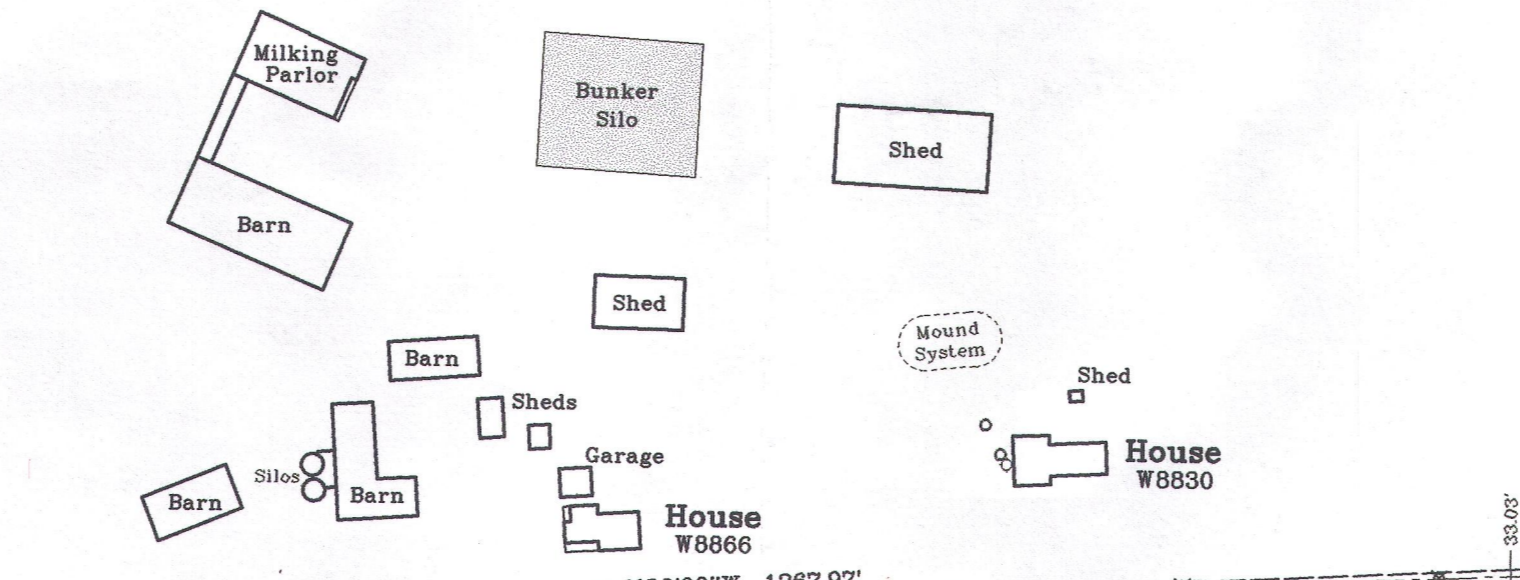 Milking
Parlor
Bunker
Silo
Shed
Barn
Shed
Mound
System
Barn
Shed
Sheds
House
W8830
Garage
Silos
Barn
Barn
House
W8866
33.03'
1267.97'